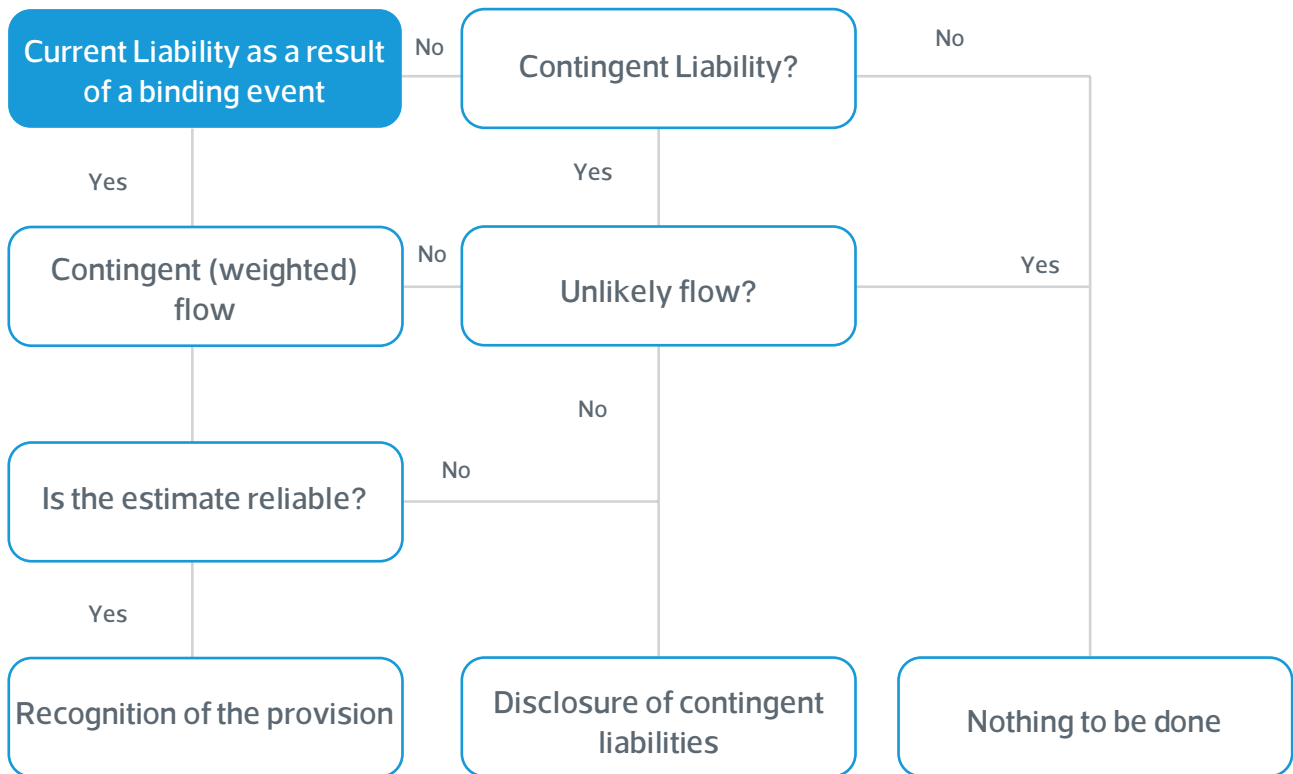 Current Liability as a result
of a binding event
No
Contingent Liability?
No
Yes
Yes
Contingent (weighted)
flow
No
Unlikely flow?
Yes
No
Is the estimate reliable?
No
Yes
Recognition of the provision
Disclosure of contingent
liabilities
Nothing to be done